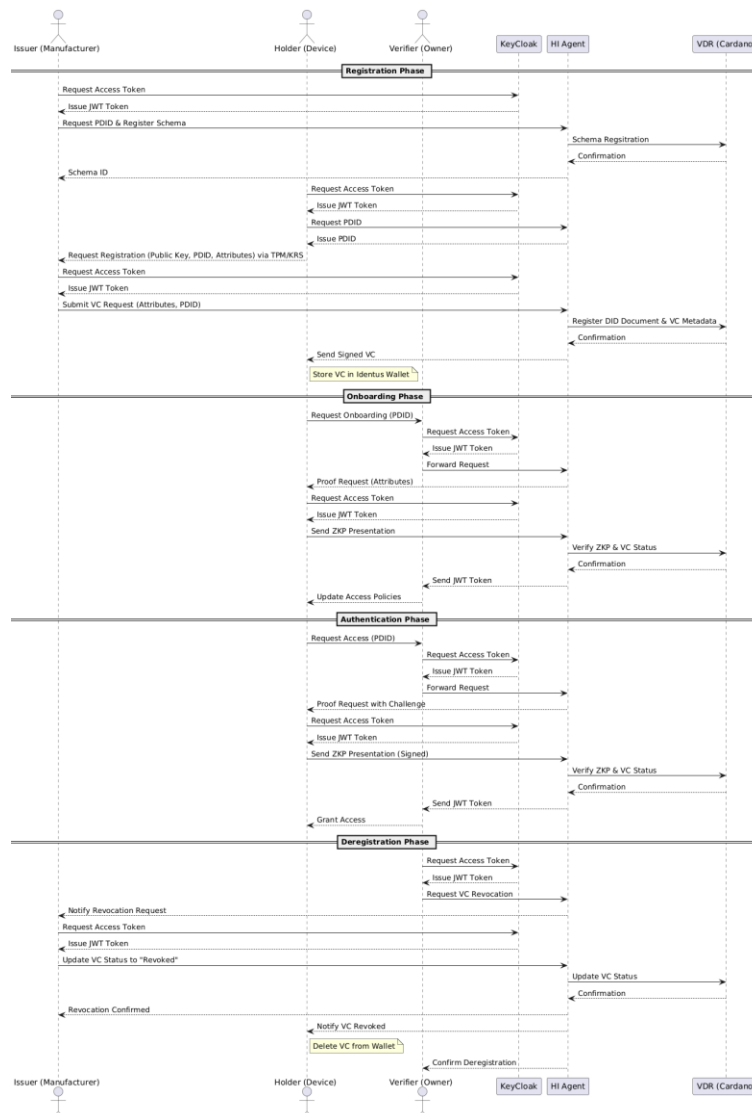 Issuer (Manufacturer)
Holder (Device)
Verifier (Owner)
KeyCloak
HI Agent
VDR (Cardano
Registration Phase
Request Access Token
Issue JWT Token
Request PDID & Register Schema
Schema Regsitration
Confirmation
Schema ID
Request Access Token
Issue JWT Token
Request PDID
Issue PDID
Request Registration (Public Key, PDID, Attributes) via TPM/KRS
Request Access Token
Issue JWT Token
Submit VC Request (Attributes, PDID)
Register DID Document & VC Metadata
Confirmation
Send Signed VC
Store VC in Identus Wallet
Onboarding Phase
Request Onboarding (PDID)
Request Access Token
Issue JWT Token
Forward Request
Proof Request (Attributes)
Request Access Token
Issue JWT Token
Send ZKP Presentation
Verify ZKP & VC Status
Confirmation
Send JWT Token
Update Access Policies
Authentication Phase
Request Access (PDID)
Request Access Token
Issue JWT Token
Forward Request
Proof Request with Challenge
Request Access Token
Issue JWT Token
Send ZKP Presentation (Signed)
Verify ZKP & VC Status
Confirmation
Send JWT Token
Grant Access
Deregistration Phase
Request Access Token
Issue JWT Token
Request VC Revocation
Notify Revocation Request
Request Access Token
Issue JWT Token
Update VC Status to "Revoked"
Update VC Status
Confirmation
Revocation Confirmed
Notify VC Revoked
Delete VC from Wallet
Confirm Deregistration
Issuer (Manufacturer)
Holder (Device)
Verifier (Owner)
KeyCloak
HI Agent
VDR (Cardano